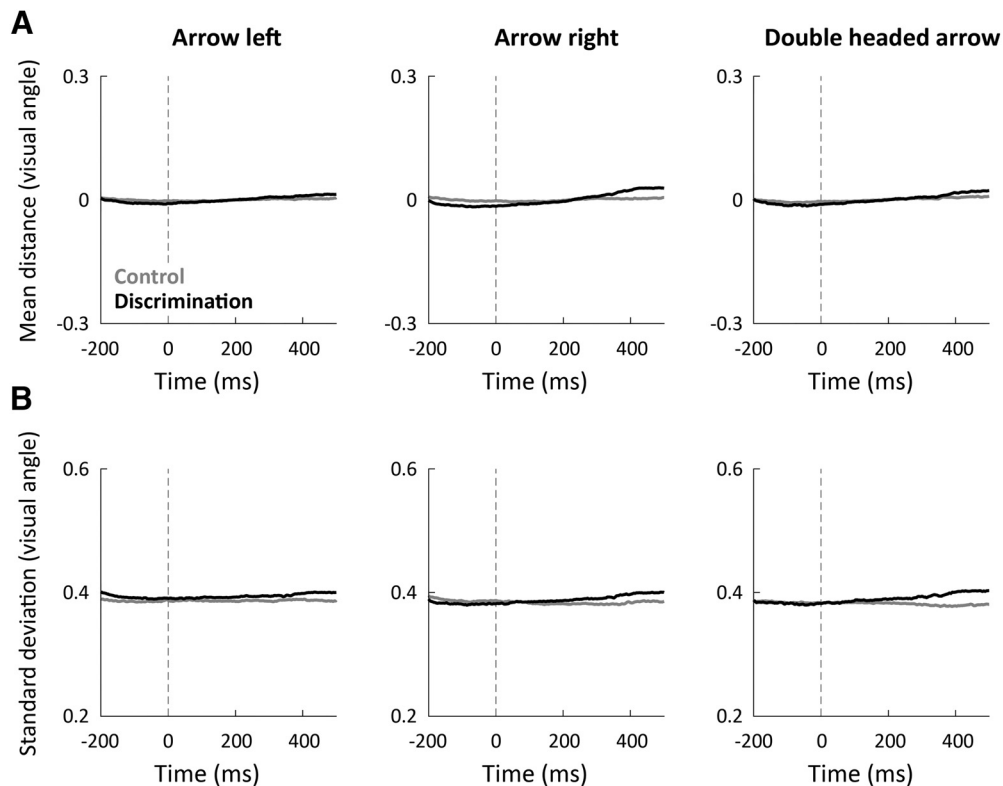 A
Arrow left
Arrow right
Double headed arrow
Mean distance (visual angle)
0.3
0
-0.3
0.3
0
-0.3
0.3
0
-0.3
Control
Discrimination
-200 0 200 400
-200 0 200 400
-200 0 200 400
Time (ms)
Time (ms)
Time (ms)
B
Standard deviation (visual angle)
0.6
0.4
0.2
0.6
0.4
0.2
0.6
0.4
0.2
-200 0 200 400
-200 0 200 400
-200 0 200 400
Time (ms)
Time (ms)
Time (ms)